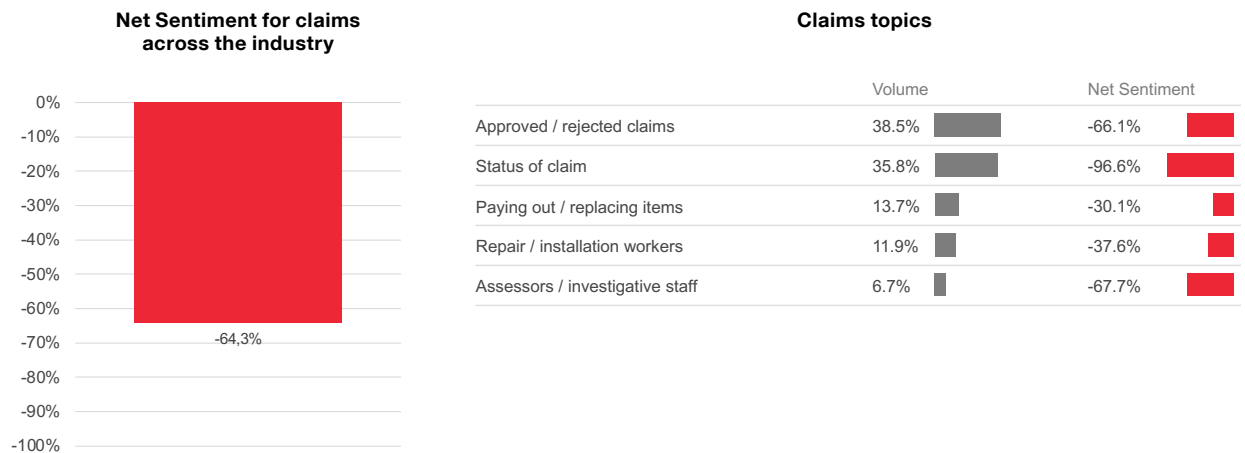 Net Sentiment for claims
across the industry
0%
-10%
-20%
-30%
-40%
-50%
-60%
-70%
-80%
-90%
-100%
-64,3%
Claims topics
Volume Net Sentiment
Approved / rejected claims 38.5% -66.1%
Status of claim 35.8% -96.6%
Paying out / replacing items 13.7% -30.1%
Repair / installation workers 11.9% -37.6%
Assessors / investigative staff 6.7% -67.7%